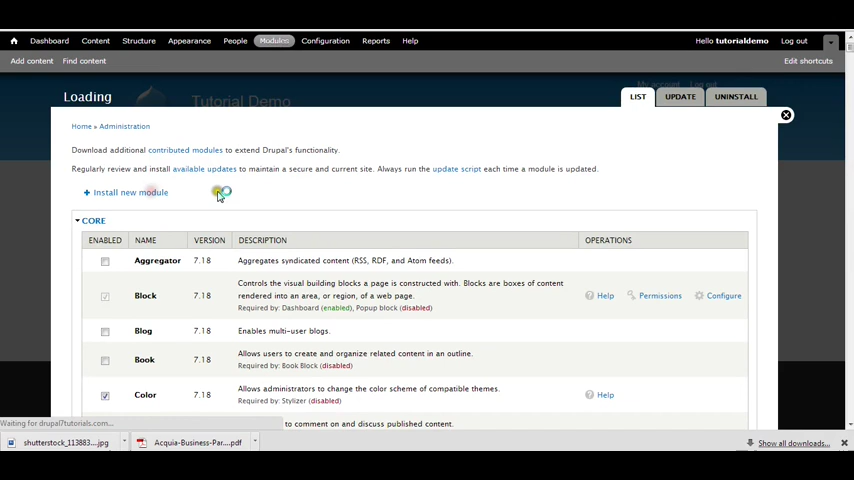 Dashboard Content Structure Appearance People Modules Configuration Reports Help Hello tutorialdemo Log out
Add content Find content Edit shortcuts
My account Log out
Loading Tutorial Demo LIST UPDATE UNINSTALL
Home » Administration
Download additional contributed modules to extend Drupal's functionality.
Regularly review and install available updates to maintain a secure and current site. Always run the update script each time a module is updated.
+ Install new module
CORE
ENABLED NAME VERSION DESCRIPTION OPERATIONS
Aggregator 7.18 Aggregates syndicated content (RSS, RDF, and Atom feeds).
Controls the visual building blocks a page is constructed with. Blocks are boxes of content
Block 7.18 rendered into an area, or region, of a web page. Help Permissions Configure
Required by: Dashboard (enabled), Popup block (disabled)
Blog 7.18 Enables multi-user blogs.
Book 7.18 Allows users to create and organize related content in an outline.
Required by: Book Block (disabled)
Color 7.18 Allows administrators to change the color scheme of compatible themes. Help
Required by: Stylizer (disabled)
Waiting for drupal7tutorials.com... to comment on and discuss published content.
shutterstock_113883....jpg Acquia-Business-Par....pdf Show all downloads...